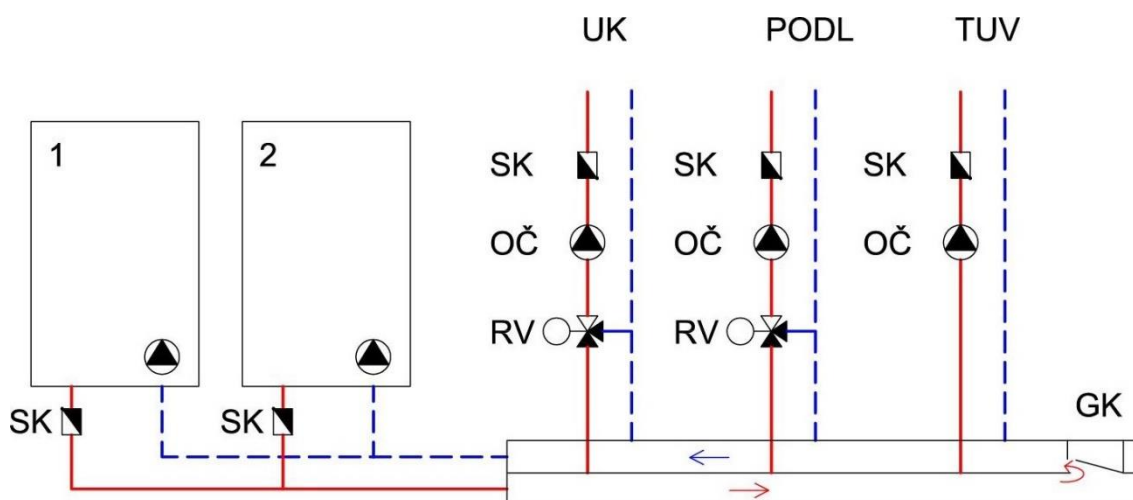 UK PODL TUV
1 2
SK SK SK
OČ OČ OČ
RV RV
SK SK GK